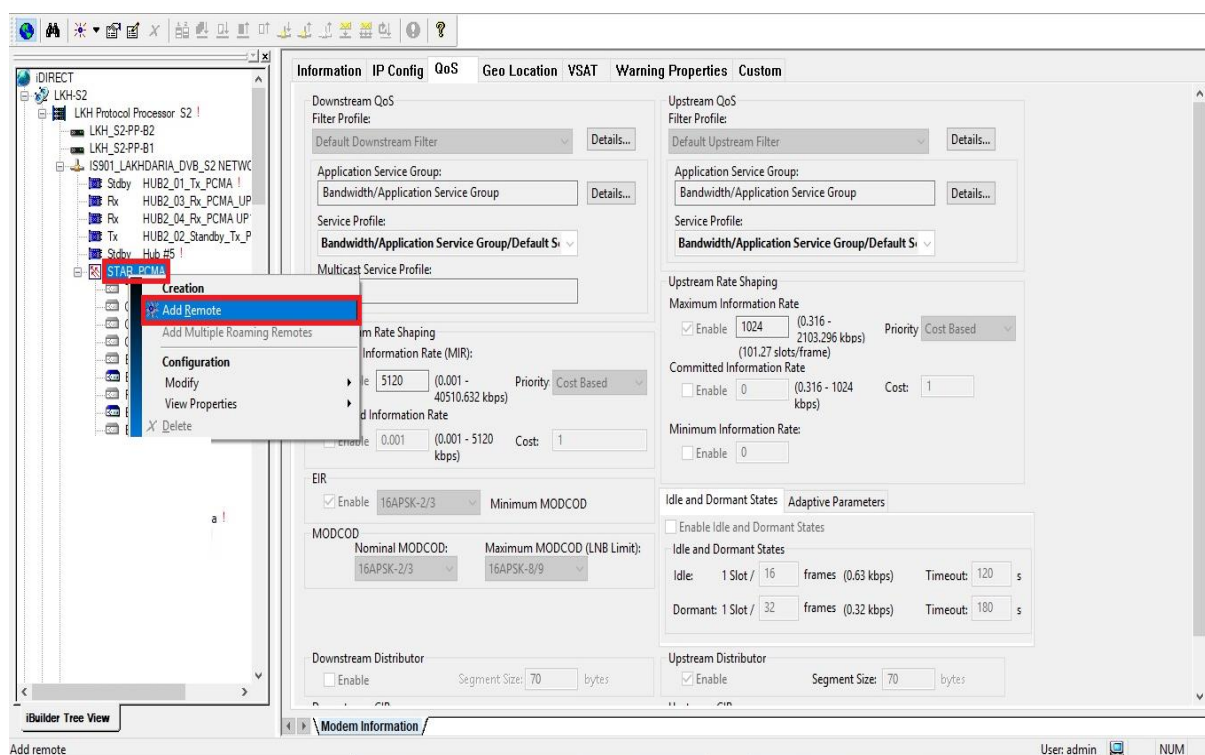 iDIRECT
LKH-S2
LKH Protocol Processor S2 !
LKH_S2-PP-B2
LKH_S2-PP-B1
IS901_LAKHDARIA_DVB_S2 NETWC
Stdby HUB2_01_Tx_PCMA !
Rx HUB2_03_Rx_PCMA_UP
Rx HUB2_04_Rx_PCMA UP
Tx HUB2_02_Standby_Tx_P
Stdby Hub #5 !
STAR_PCMA
Creation
Add Remote
Add Multiple Roaming Remotes
Configuration
Modify
View Properties
X Delete
a !
iBuilder Tree View
Information IP Config QoS Geo Location VSAT Warning Properties Custom
Downstream QoS
Filter Profile:
Default Downstream Filter Details...
Application Service Group:
Bandwidth/Application Service Group Details...
Service Profile:
Bandwidth/Application Service Group/Default S
Multicast Service Profile:
m Rate Shaping
Information Rate (MIR):
le 5120 (0.001 - 40510.632 kbps) Priority Cost Based
d Information Rate
Enable 0.001 (0.001 - 5120 kbps) Cost: 1
EIR
Enable 16APSK-2/3 Minimum MODCOD
MODCOD
Nominal MODCOD: Maximum MODCOD (LNB Limit):
16APSK-2/3 16APSK-8/9
Downstream Distributor
Enable Segment Size: 70 bytes
Upstream QoS
Filter Profile:
Default Upstream Filter Details...
Application Service Group:
Bandwidth/Application Service Group Details...
Service Profile:
Bandwidth/Application Service Group/Default S
Upstream Rate Shaping
Maximum Information Rate
Enable 1024 (0.316 - 2103.296 kbps) Priority Cost Based
(101.27 slots/frame)
Committed Information Rate
Enable 0 (0.316 - 1024 kbps) Cost: 1
Minimum Information Rate:
Enable 0
Idle and Dormant States Adaptive Parameters
Enable Idle and Dormant States
Idle and Dormant States
Idle: 1 Slot / 16 frames (0.63 kbps) Timeout: 120 s
Dormant: 1 Slot / 32 frames (0.32 kbps) Timeout: 180 s
Upstream Distributor
Enable Segment Size: 70 bytes
Modem Information
Add remote
User: admin NUM